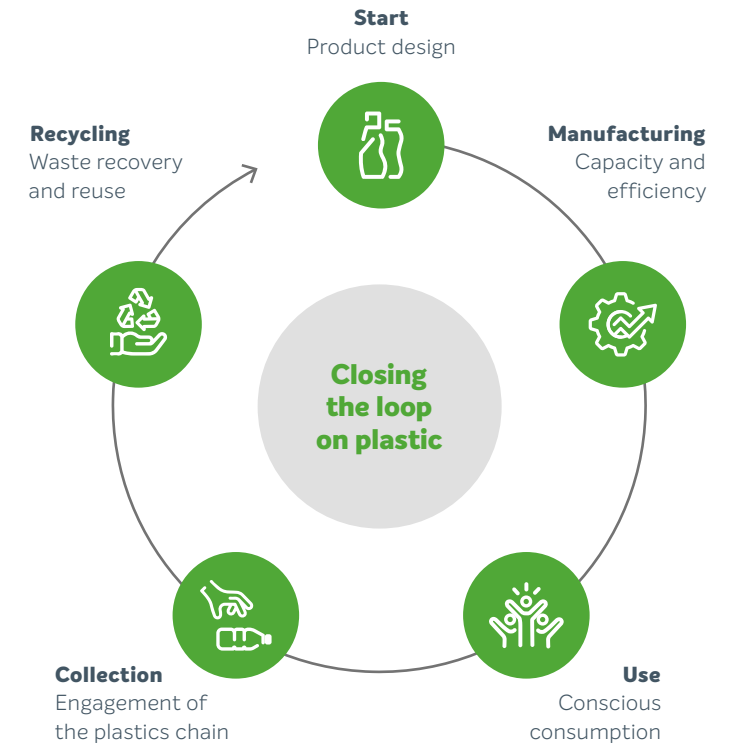 Start
Product design
Manufacturing
Capacity and
efficiency
Use
Conscious
consumption
Collection
Engagement of
the plastics chain
Recycling
Waste recovery
and reuse
Closing
the loop
on plastic